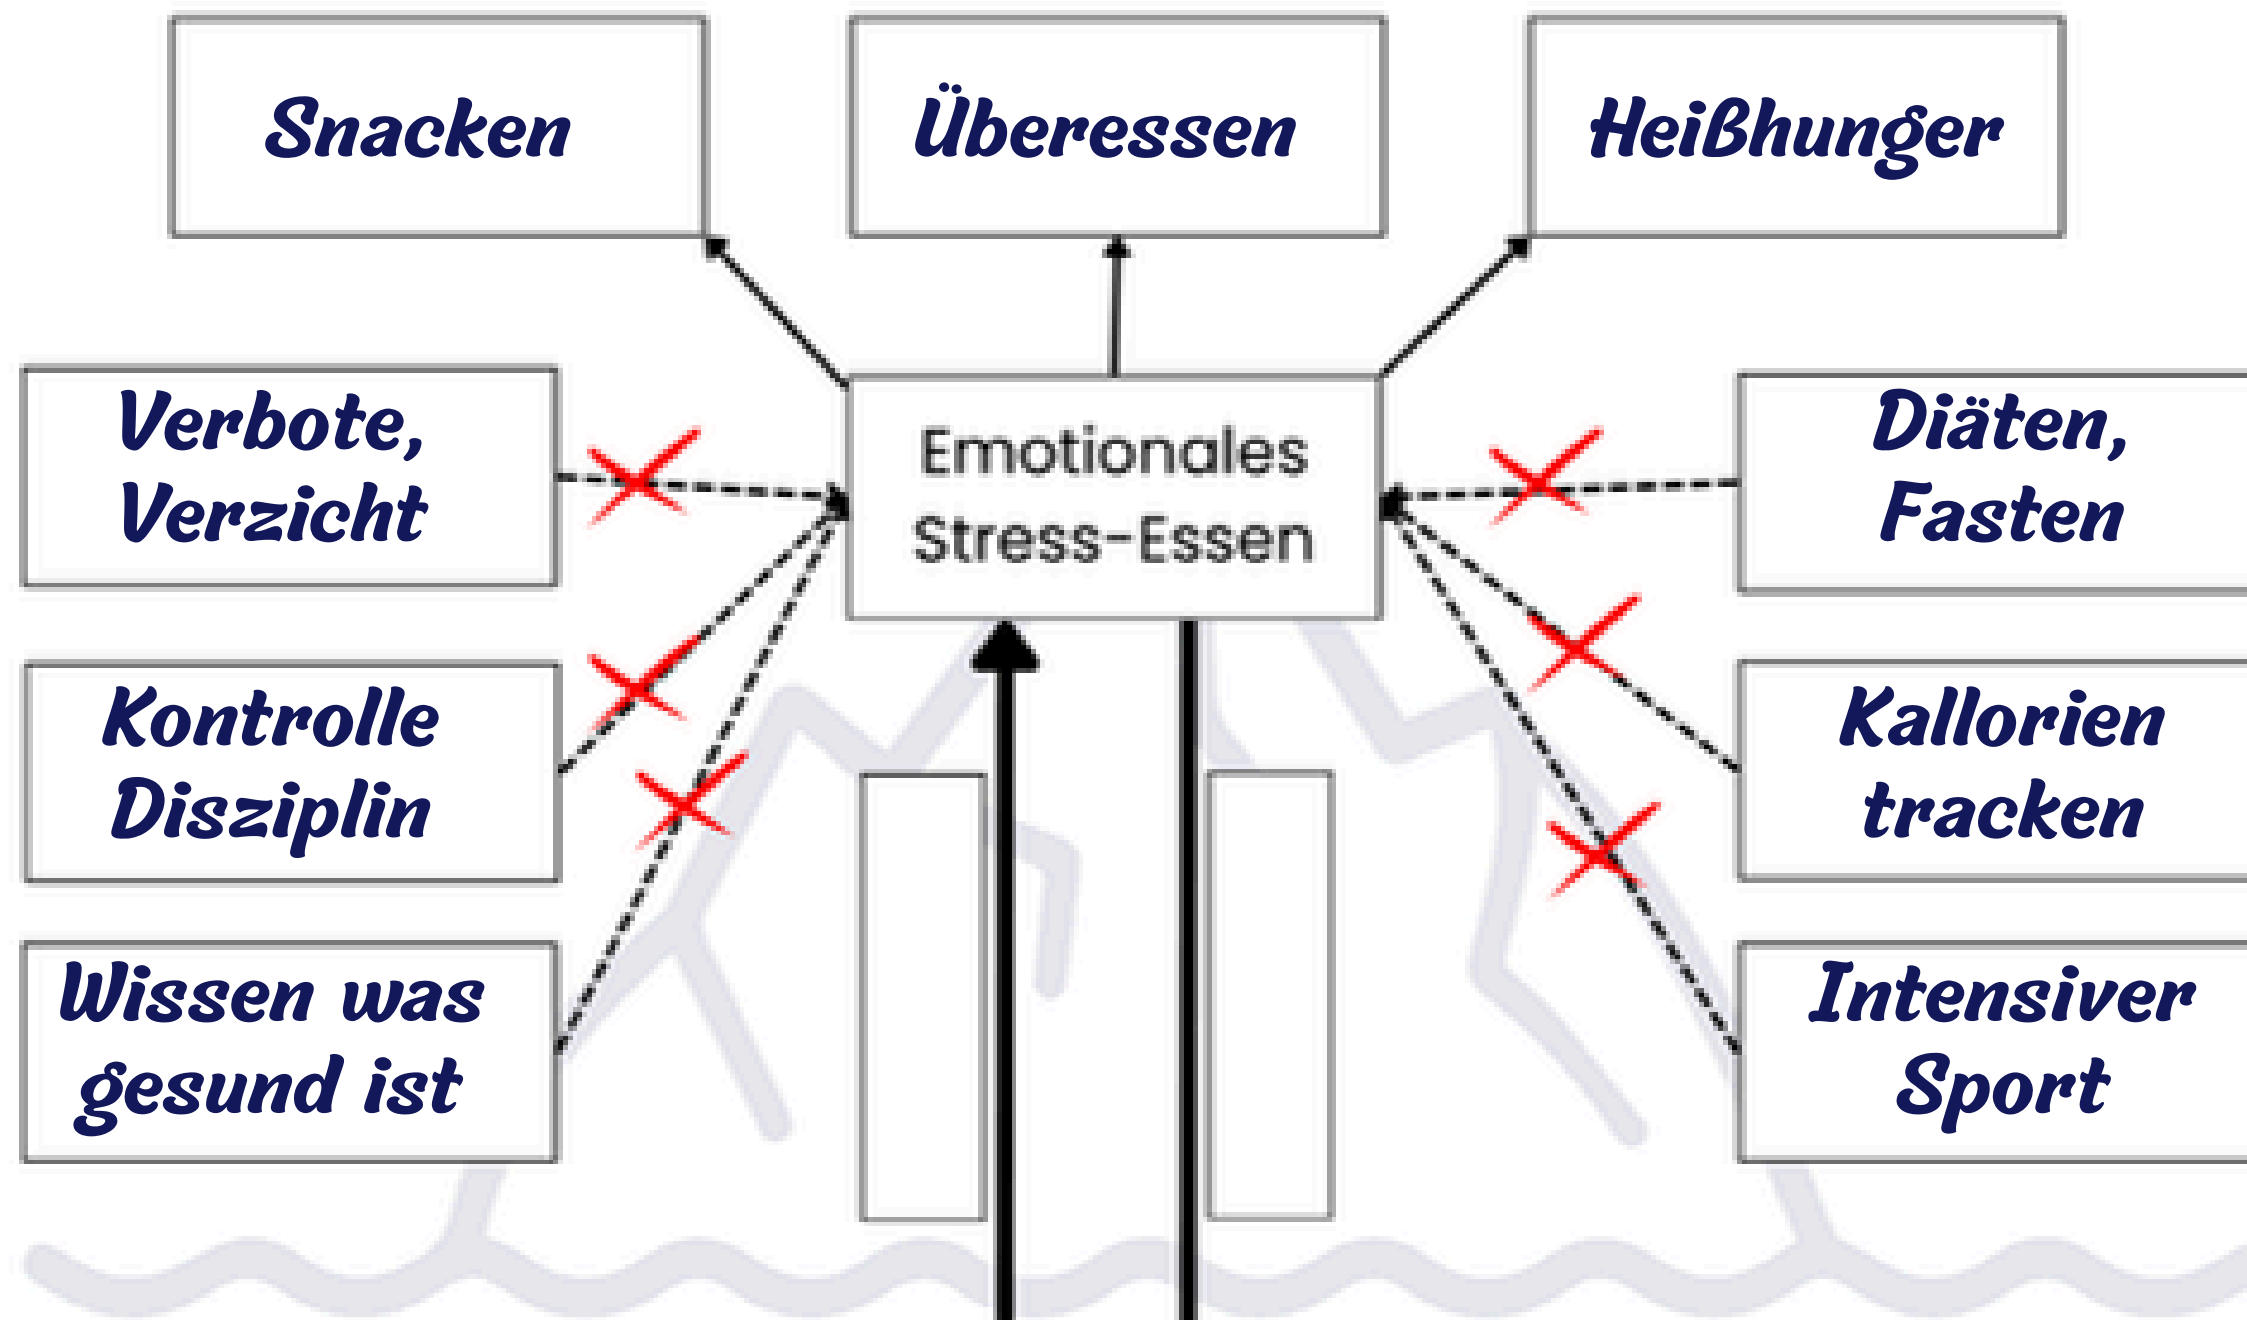 Snacken
Überessen
Heißhunger
Verbote,
Verzicht
Emotionales
Stress-Essen
Diäten,
Fasten
Kontrolle
Disziplin
Kallorien
tracken
Wissen was
gesund ist
Intensiver
Sport